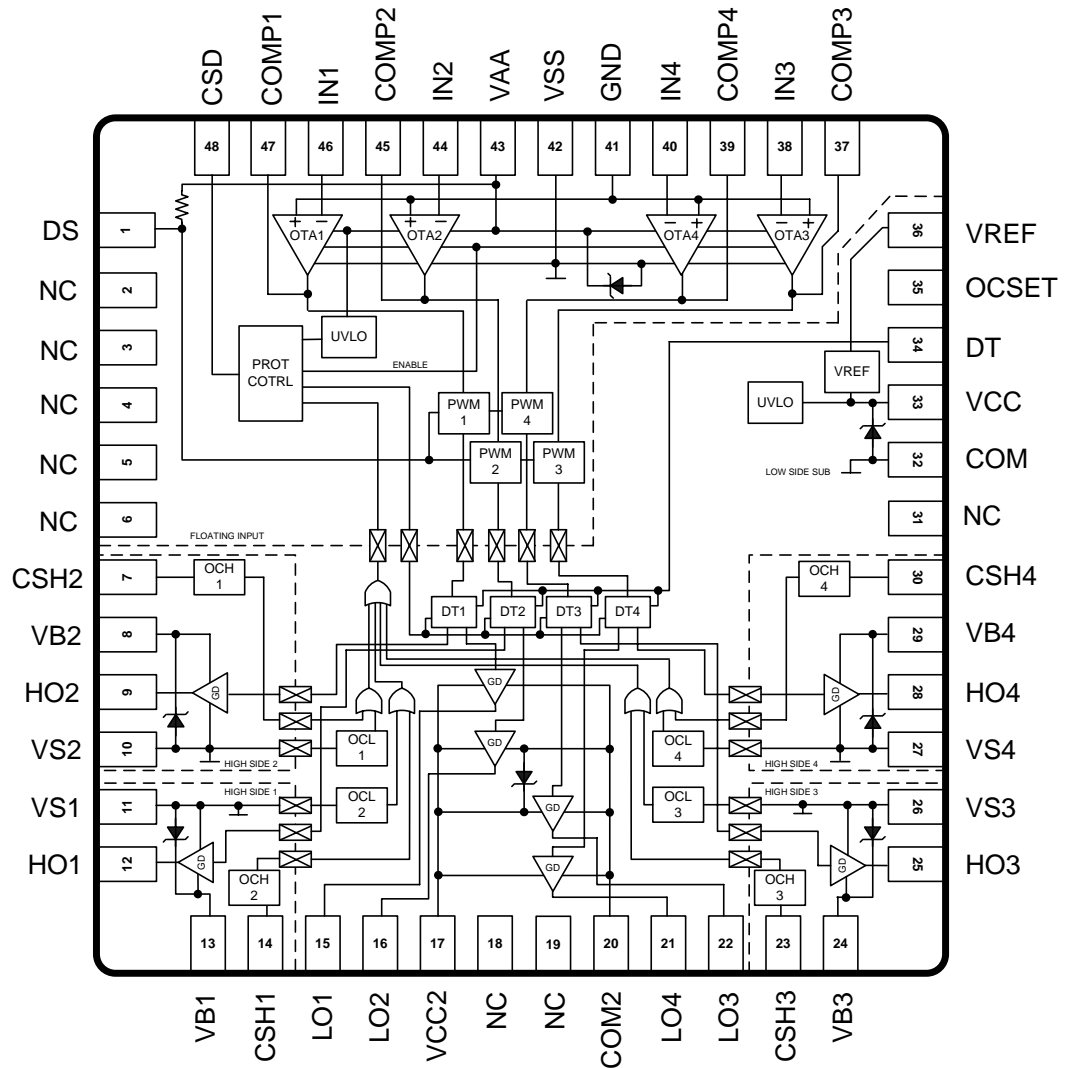 CSD
COMP1
IN1
COMP2
IN2
VAA
VSS
GND
IN4
COMP4
IN3
COMP3
48
47
46
45
44
43
42
41
40
39
38
37
DS
1
NC
2
NC
3
NC
4
NC
5
NC
6
CSH2
7
VB2
8
HO2
9
VS2
10
VS1
11
HO1
12
36
VREF
35
OCSET
34
DT
33
VCC
32
COM
31
NC
30
CSH4
29
VB4
28
HO4
27
VS4
26
VS3
25
HO3
+ −
OTA1
+ −
OTA2
− +
OTA4
− +
OTA3
UVLO
PROT
COTRL
ENABLE
VREF
UVLO
LOW SIDE SUB
PWM
1
PWM
4
PWM
2
PWM
3
FLOATING INPUT
OCH
1
OCH
4
DT1
DT2
DT3
DT4
GD
GD
GD
GD
GD
GD
OCL
1
OCL
4
HIGH SIDE 2
HIGH SIDE 4
HIGH SIDE 1
HIGH SIDE 3
OCL
2
OCL
3
GD
GD
OCH
2
OCH
3
13
14
15
16
17
18
19
20
21
22
23
24
VB1
CSH1
LO1
LO2
VCC2
NC
NC
COM2
LO4
LO3
CSH3
VB3